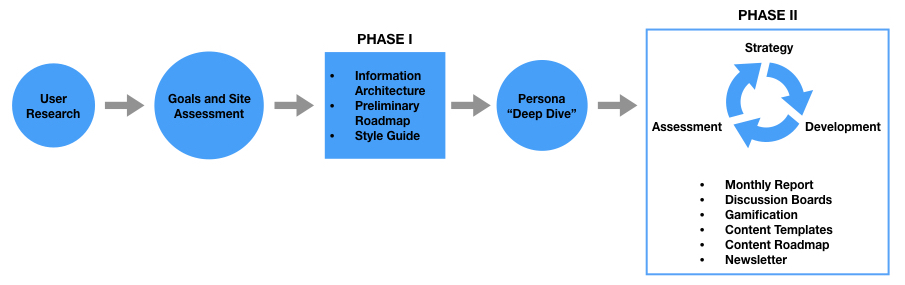 User
Research
Goals and Site
Assessment
PHASE I
• Information
Architecture
• Preliminary
Roadmap
• Style Guide
Persona
“Deep Dive”
PHASE II
Strategy
Assessment
Development
• Monthly Report
• Discussion Boards
• Gamification
• Content Templates
• Content Roadmap
• Newsletter